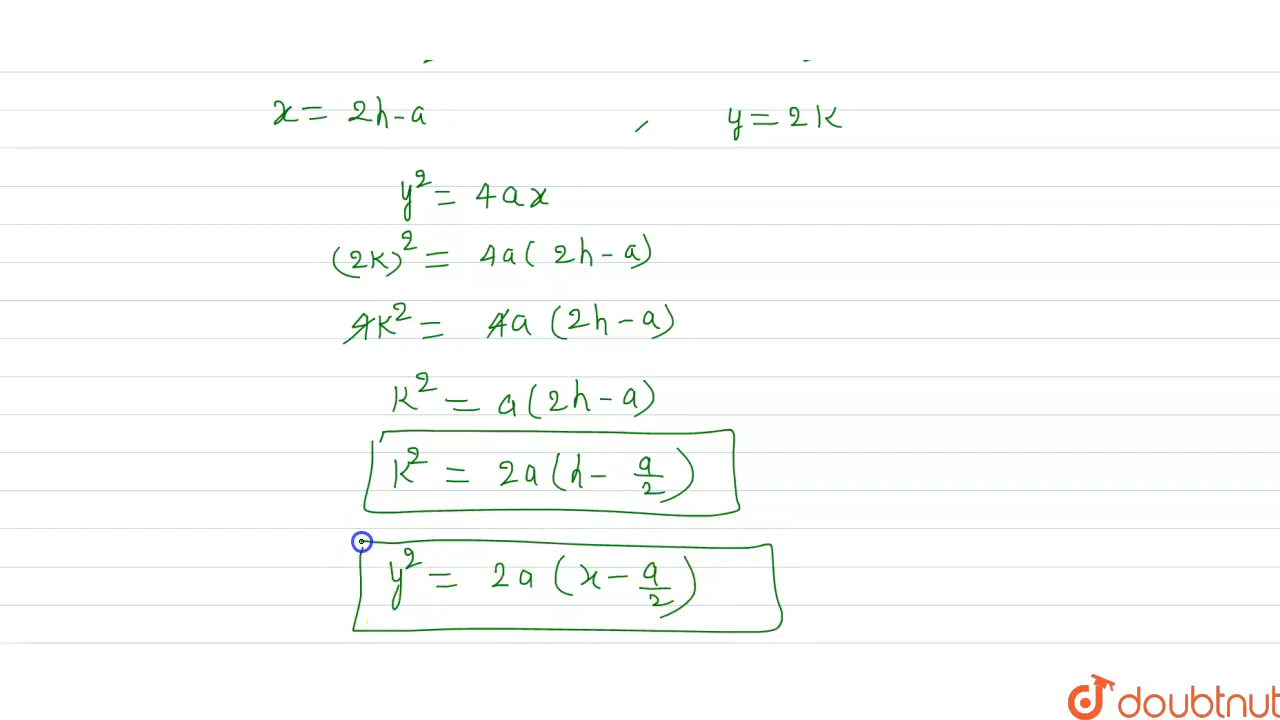 x = 2h - a , y = 2K
y² = 4ax
(2K)² = 4a(2h - a)
4K² = 4a(2h - a)
K² = a(2h - a)
K² = 2a(h - a/2)
y² = 2a(x - a/2)
doubtnut